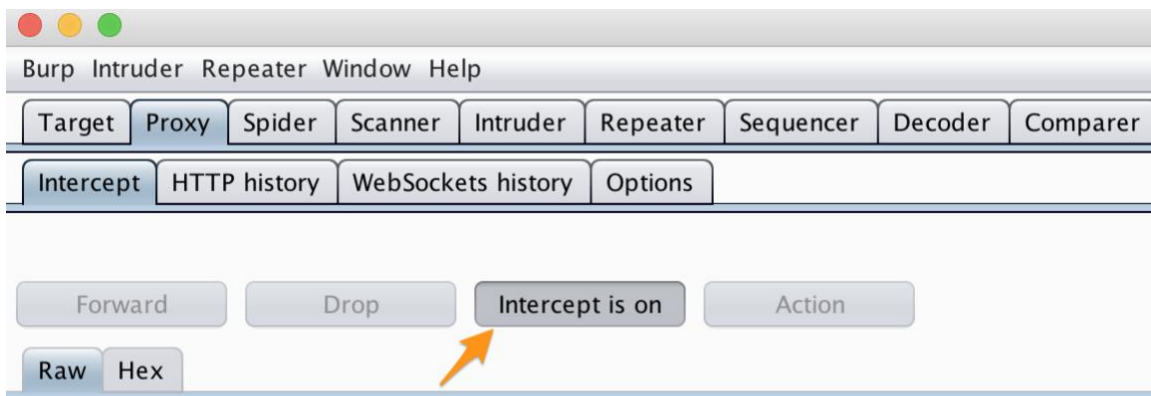 Burp Intruder Repeater Window Help
Target Proxy Spider Scanner Intruder Repeater Sequencer Decoder Comparer
Intercept HTTP history WebSockets history Options
Forward Drop Intercept is on Action
Raw Hex